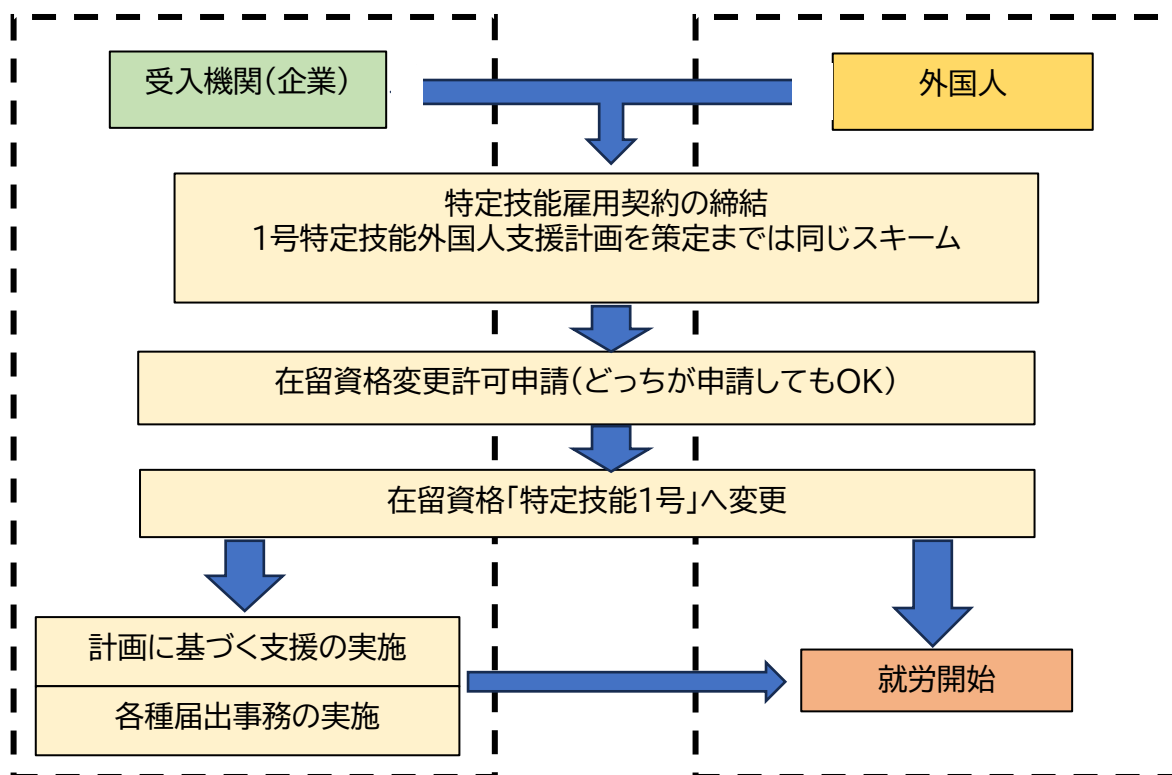 受入機関(企業)
外国人
特定技能雇用契約の締結
1号特定技能外国人支援計画を策定までは同じスキーム
在留資格変更許可申請(どっちが申請してもOK)
在留資格「特定技能1号」へ変更
計画に基づく支援の実施
各種届出事務の実施
就労開始